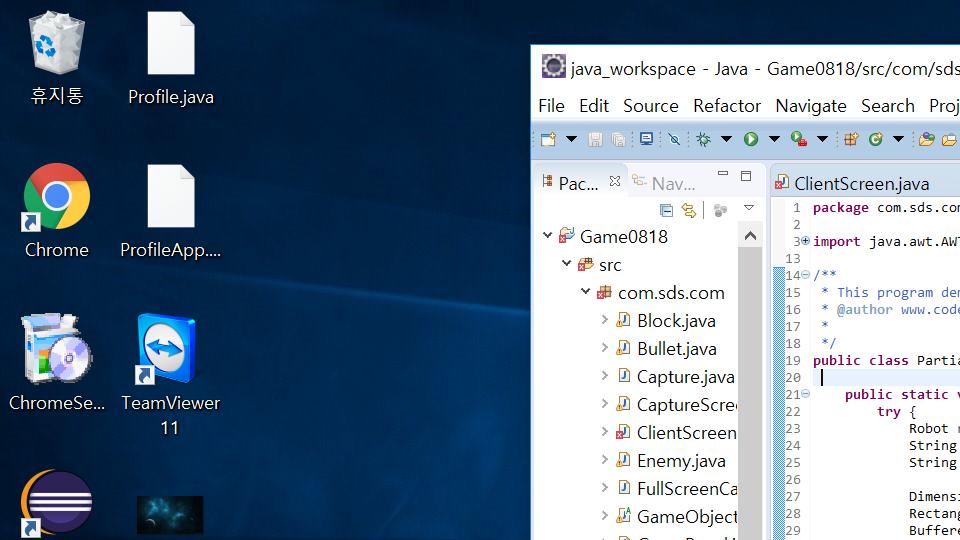 휴지통
Profile.java
Chrome
ProfileApp....
ChromeSe...
TeamViewer
11
java_workspace - Java - Game0818/src/com/sds
File Edit Source Refactor Navigate Search Proj
Pac... Nav...
Game0818
src
com.sds.com
Block.java
Bullet.java
Capture.java
CaptureScre
ClientScreen
Enemy.java
FullScreenCa
GameObject
ClientScreen.java
1 package com.sds.com
2
3 import java.awt.AW
13
14 /**
15 * This program de
16 * @author www.code
17 *
18 */
19 public class Partia
20
21 public static v
22 try {
23 Robot r
24 String
25 String
26
27 Dimensi
28 Rectang
29 Buffere